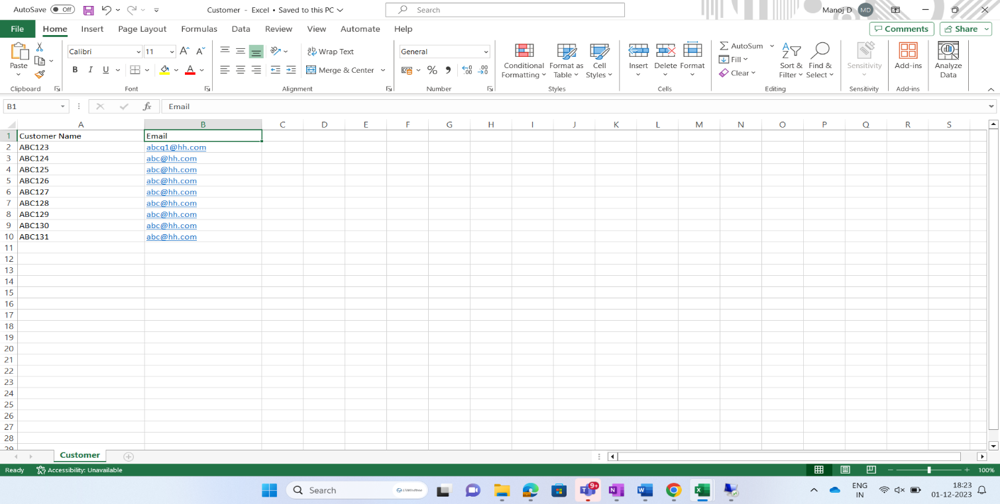 AutoSave Off Customer - Excel • Saved to this PC Search Manoj D MD
File Home Insert Page Layout Formulas Data Review View Automate Help Comments Share
Paste Calibri 11 Wrap Text General Conditional Formatting Format as Table Cell Styles Insert Delete Format AutoSum Fill Clear Sort & Filter Find & Select Sensitivity Add-ins Analyze Data
B I U A Merge & Center % 9
Clipboard Font Alignment Number Styles Cells Editing Sensitivity Add-ins
B1 fx Email
A B C D E F G H I J K L M N O P Q R S
1 Customer Name Email
2 ABC123 abcq1@hh.com
3 ABC124 abc@hh.com
4 ABC125 abc@hh.com
5 ABC126 abc@hh.com
6 ABC127 abc@hh.com
7 ABC128 abc@hh.com
8 ABC129 abc@hh.com
9 ABC130 abc@hh.com
10 ABC131 abc@hh.com
11
12
13
14
15
16
17
18
19
20
21
22
23
24
25
26
27
28
29
Customer
Ready Accessibility: Unavailable 100%
Search 9+ ENG IN 18:23 01-12-2023